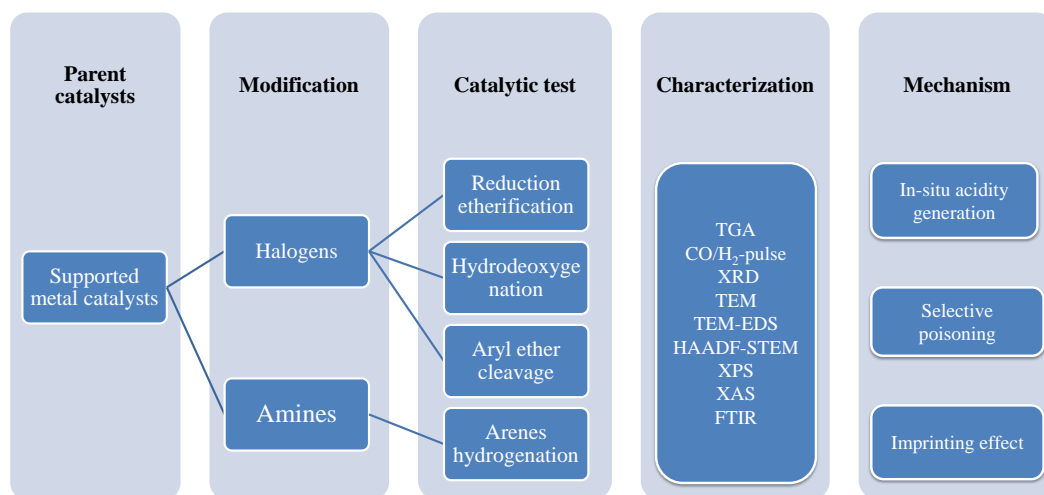 Parent
catalysts
Modification
Catalytic test
Characterization
Mechanism
Supported
metal catalysts
Halogens
Amines
Reduction
etherification
Hydrodeoxyge
nation
Aryl ether
cleavage
Arenes
hydrogenation
TGA
CO/H₂-pulse
XRD
TEM
TEM-EDS
HAADF-STEM
XPS
XAS
FTIR
In-situ acidity
generation
Selective
poisoning
Imprinting effect